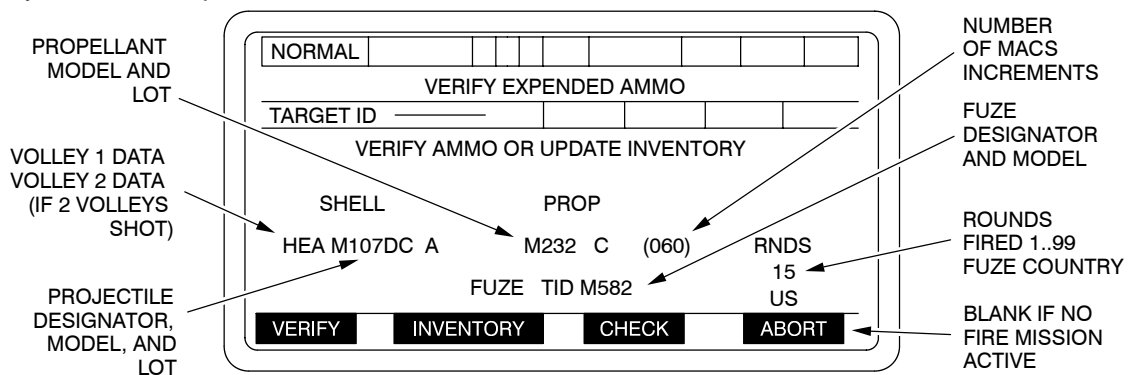 PROPELLANT
MODEL AND
LOT
VOLLEY 1 DATA
VOLLEY 2 DATA
(IF 2 VOLLEYS
SHOT)
PROJECTILE
DESIGNATOR,
MODEL, AND
LOT
NORMAL
VERIFY EXPENDED AMMO
TARGET ID
VERIFY AMMO OR UPDATE INVENTORY
SHELL PROP
HEA M107DC A M232 C (060) RNDS
15
FUZE TID M582
US
VERIFY INVENTORY CHECK ABORT
NUMBER
OF MACS
INCREMENTS
FUZE
DESIGNATOR
AND MODEL
ROUNDS
FIRED 1..99
FUZE COUNTRY
BLANK IF NO
FIRE MISSION
ACTIVE